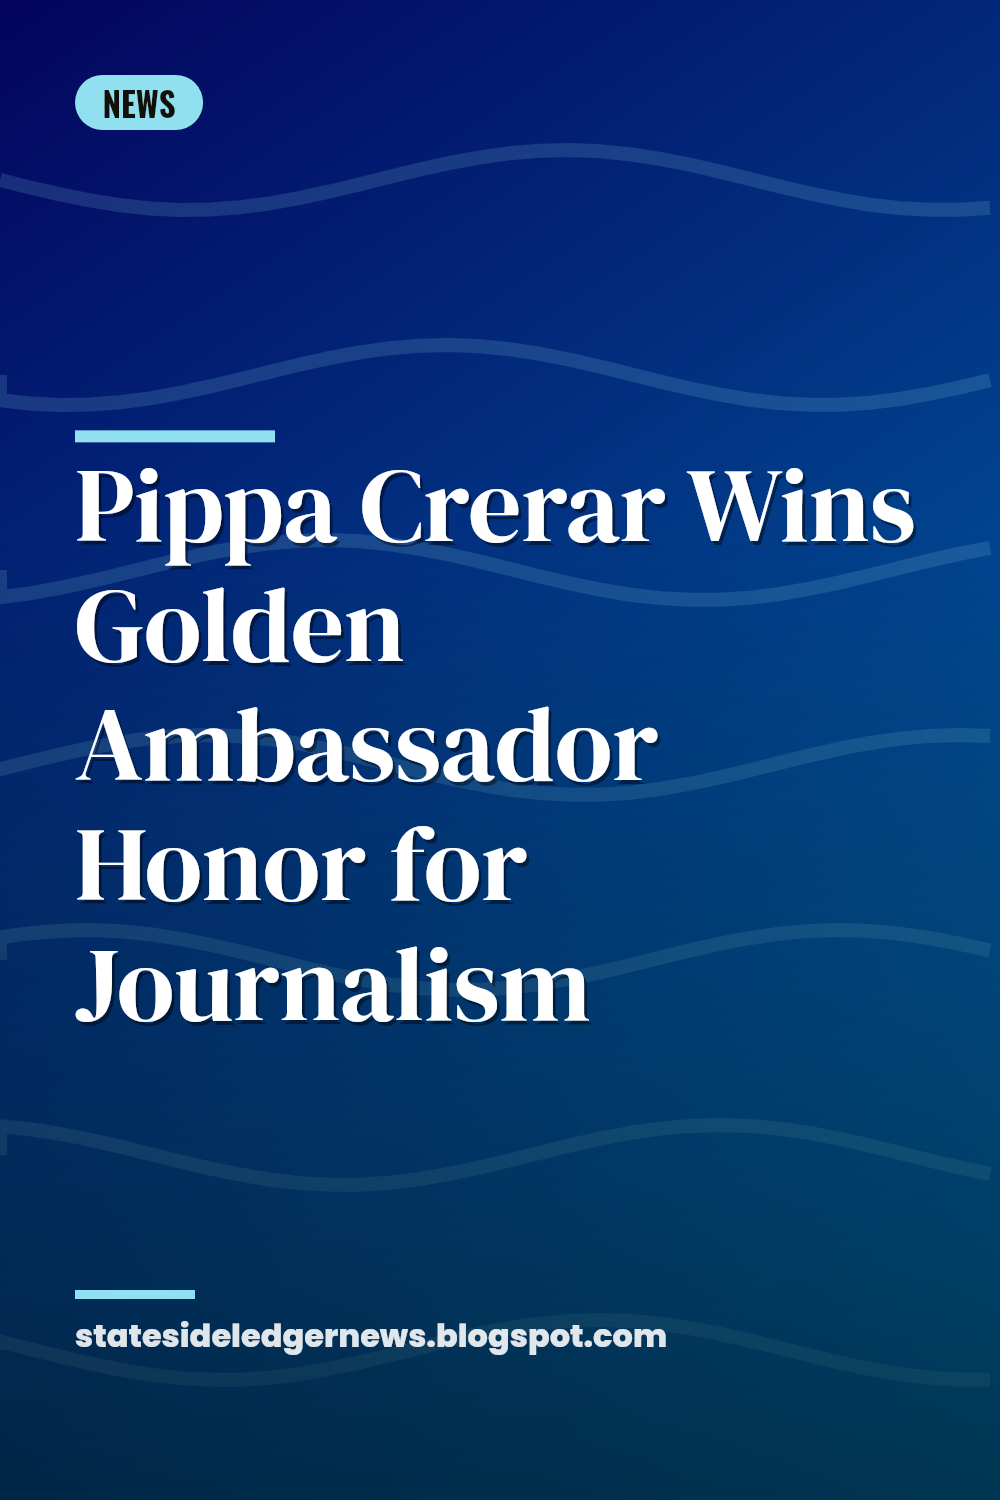 NEWS
Pippa Crerar Wins
Golden
Ambassador
Honor for
Journalism
statesideledgernews.blogspot.com